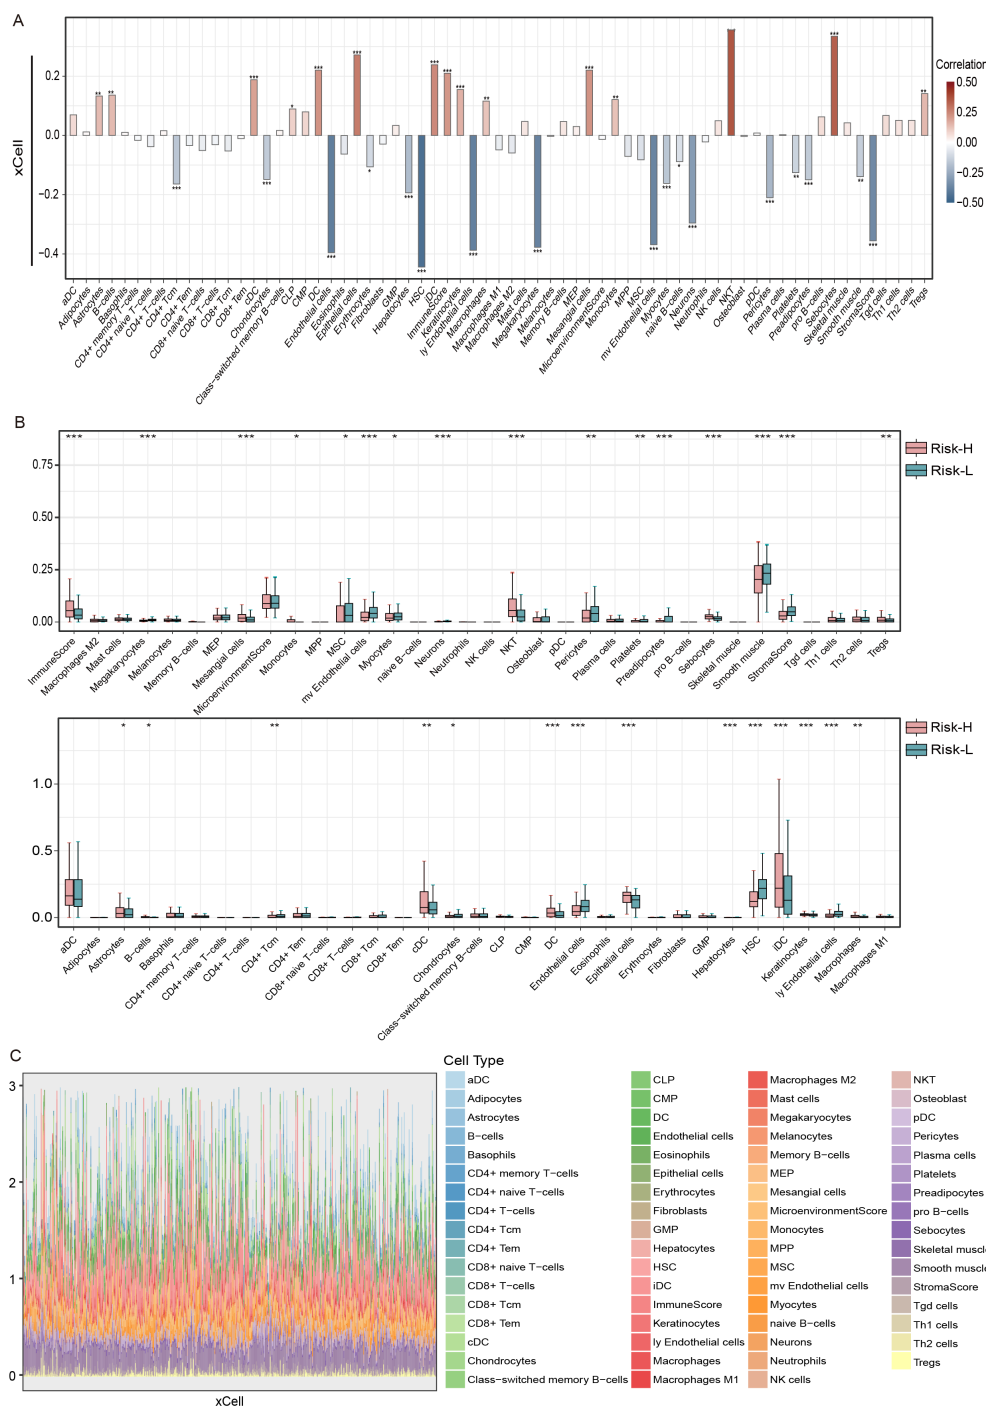 A
xCell
0.2
0.0
−0.2
−0.4
** ** *** *** *** * *** *** *** * *** *** *** *** *** *** ** *** *** ** *** *** * *** *** *** ** *** ** *** **
Correlation
0.50
0.25
0.00
−0.25
−0.50
aDC
Adipocytes
Astrocytes
B−cells
Basophils
CD4+ memory T−cells
CD4+ naive T−cells
CD4+ T−cells
CD4+ Tcm
CD4+ Tem
CD8+ naive T−cells
CD8+ T−cells
CD8+ Tcm
CD8+ Tem
cDC
Chondrocytes
Class−switched memory B−cells
CLP
CMP
DC
Endothelial cells
Eosinophils
Epithelial cells
Erythrocytes
Fibroblasts
GMP
Hepatocytes
HSC
iDC
ImmuneScore
Keratinocytes
ly Endothelial cells
Macrophages
Macrophages M1
Macrophages M2
Mast cells
Megakaryocytes
Melanocytes
Memory B−cells
MEP
Mesangial cells
MicroenvironmentScore
Monocytes
MPP
MSC
mv Endothelial cells
Myocytes
naive B−cells
Neurons
Neutrophils
NK cells
NKT
Osteoblast
pDC
Pericytes
Plasma cells
Platelets
Preadipocytes
pro B−cells
Sebocytes
Skeletal muscle
Smooth muscle
StromaScore
Tgd cells
Th1 cells
Th2 cells
Tregs
B
*** *** *** * * *** * *** *** ** ** *** *** *** *** **
0.75
0.50
0.25
0.00
Risk−H
Risk−L
ImmuneScore
Macrophages M2
Mast cells
Megakaryocytes
Melanocytes
Memory B−cells
MEP
Mesangial cells
MicroenvironmentScore
Monocytes
MPP
MSC
mv Endothelial cells
Myocytes
naive B−cells
Neurons
Neutrophils
NK cells
NKT
Osteoblast
pDC
Pericytes
Plasma cells
Platelets
Preadipocytes
pro B−cells
Sebocytes
Skeletal muscle
Smooth muscle
StromaScore
Tgd cells
Th1 cells
Th2 cells
Tregs
* * ** ** * *** *** *** *** *** *** *** *** **
1.0
0.5
0.0
Risk−H
Risk−L
aDC
Adipocytes
Astrocytes
B−cells
Basophils
CD4+ memory T−cells
CD4+ naive T−cells
CD4+ T−cells
CD4+ Tcm
CD4+ Tem
CD8+ naive T−cells
CD8+ T−cells
CD8+ Tcm
CD8+ Tem
cDC
Chondrocytes
Class−switched memory B−cells
CLP
CMP
DC
Endothelial cells
Eosinophils
Epithelial cells
Erythrocytes
Fibroblasts
GMP
Hepatocytes
HSC
iDC
Keratinocytes
ly Endothelial cells
Macrophages
Macrophages M1
C
3
2
1
0
xCell
Cell Type
aDC
Adipocytes
Astrocytes
B−cells
Basophils
CD4+ memory T−cells
CD4+ naive T−cells
CD4+ T−cells
CD4+ Tcm
CD4+ Tem
CD8+ naive T−cells
CD8+ T−cells
CD8+ Tcm
CD8+ Tem
cDC
Chondrocytes
Class−switched memory B−cells
CLP
CMP
DC
Endothelial cells
Eosinophils
Epithelial cells
Erythrocytes
Fibroblasts
GMP
Hepatocytes
HSC
iDC
ImmuneScore
Keratinocytes
ly Endothelial cells
Macrophages
Macrophages M1
Macrophages M2
Mast cells
Megakaryocytes
Melanocytes
Memory B−cells
MEP
Mesangial cells
MicroenvironmentScore
Monocytes
MPP
MSC
mv Endothelial cells
Myocytes
naive B−cells
Neurons
Neutrophils
NK cells
NKT
Osteoblast
pDC
Pericytes
Plasma cells
Platelets
Preadipocytes
pro B−cells
Sebocytes
Skeletal muscle
Smooth muscle
StromaScore
Tgd cells
Th1 cells
Th2 cells
Tregs